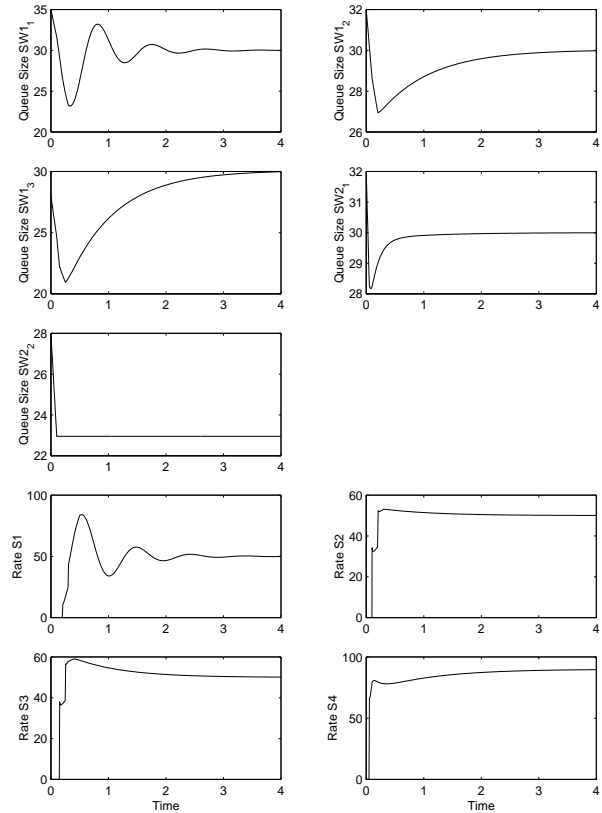 Queue Size SW1₁
35
30
25
20
0 1 2 3 4
Queue Size SW1₂
32
30
28
26
0 1 2 3 4
Queue Size SW1₃
30
25
20
0 1 2 3 4
Queue Size SW2₁
32
31
30
29
28
0 1 2 3 4
Queue Size SW2₂
28
26
24
22
0 1 2 3 4
Rate S1
100
50
0
0 1 2 3 4
Rate S2
60
40
20
0
0 1 2 3 4
Rate S3
60
40
20
0
0 1 2 3 4
Time
Rate S4
100
50
0
0 1 2 3 4
Time